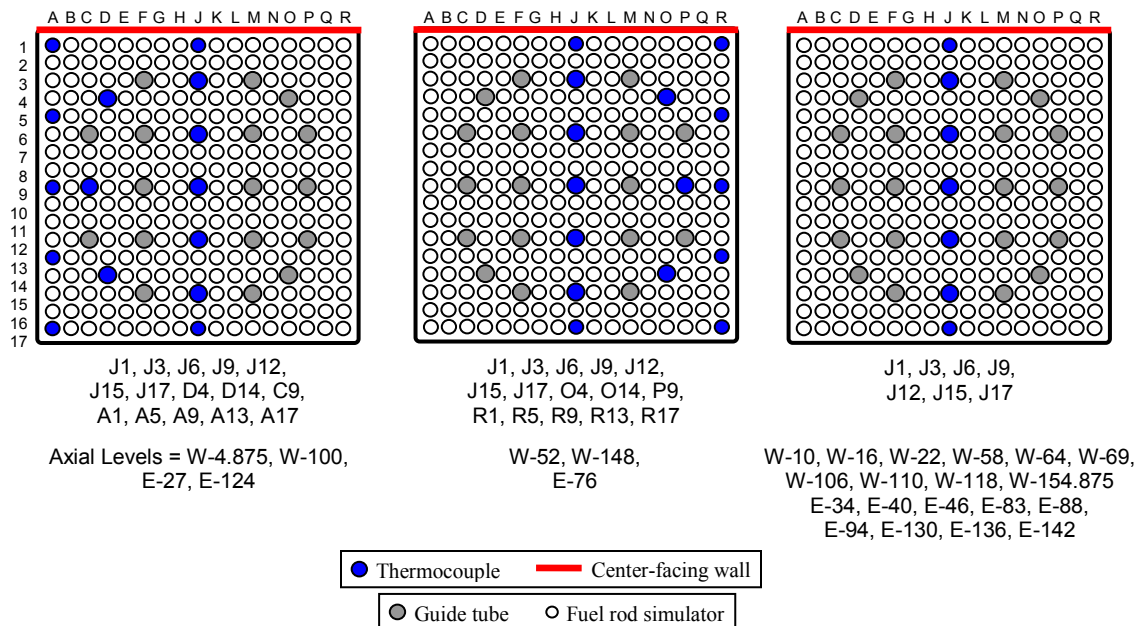 A B C D E F G H J K L M N O P Q R
A B C D E F G H J K L M N O P Q R
A B C D E F G H J K L M N O P Q R
1
2
3
4
5
6
7
8
9
10
11
12
13
14
15
16
17
J1, J3, J6, J9, J12,
J15, J17, D4, D14, C9,
A1, A5, A9, A13, A17
Axial Levels = W-4.875, W-100,
E-27, E-124
J1, J3, J6, J9, J12,
J15, J17, O4, O14, P9,
R1, R5, R9, R13, R17
W-52, W-148,
E-76
J1, J3, J6, J9,
J12, J15, J17
W-10, W-16, W-22, W-58, W-64, W-69,
W-106, W-110, W-118, W-154.875
E-34, E-40, E-46, E-83, E-88,
E-94, E-130, E-136, E-142
Thermocouple Center-facing wall
Guide tube Fuel rod simulator